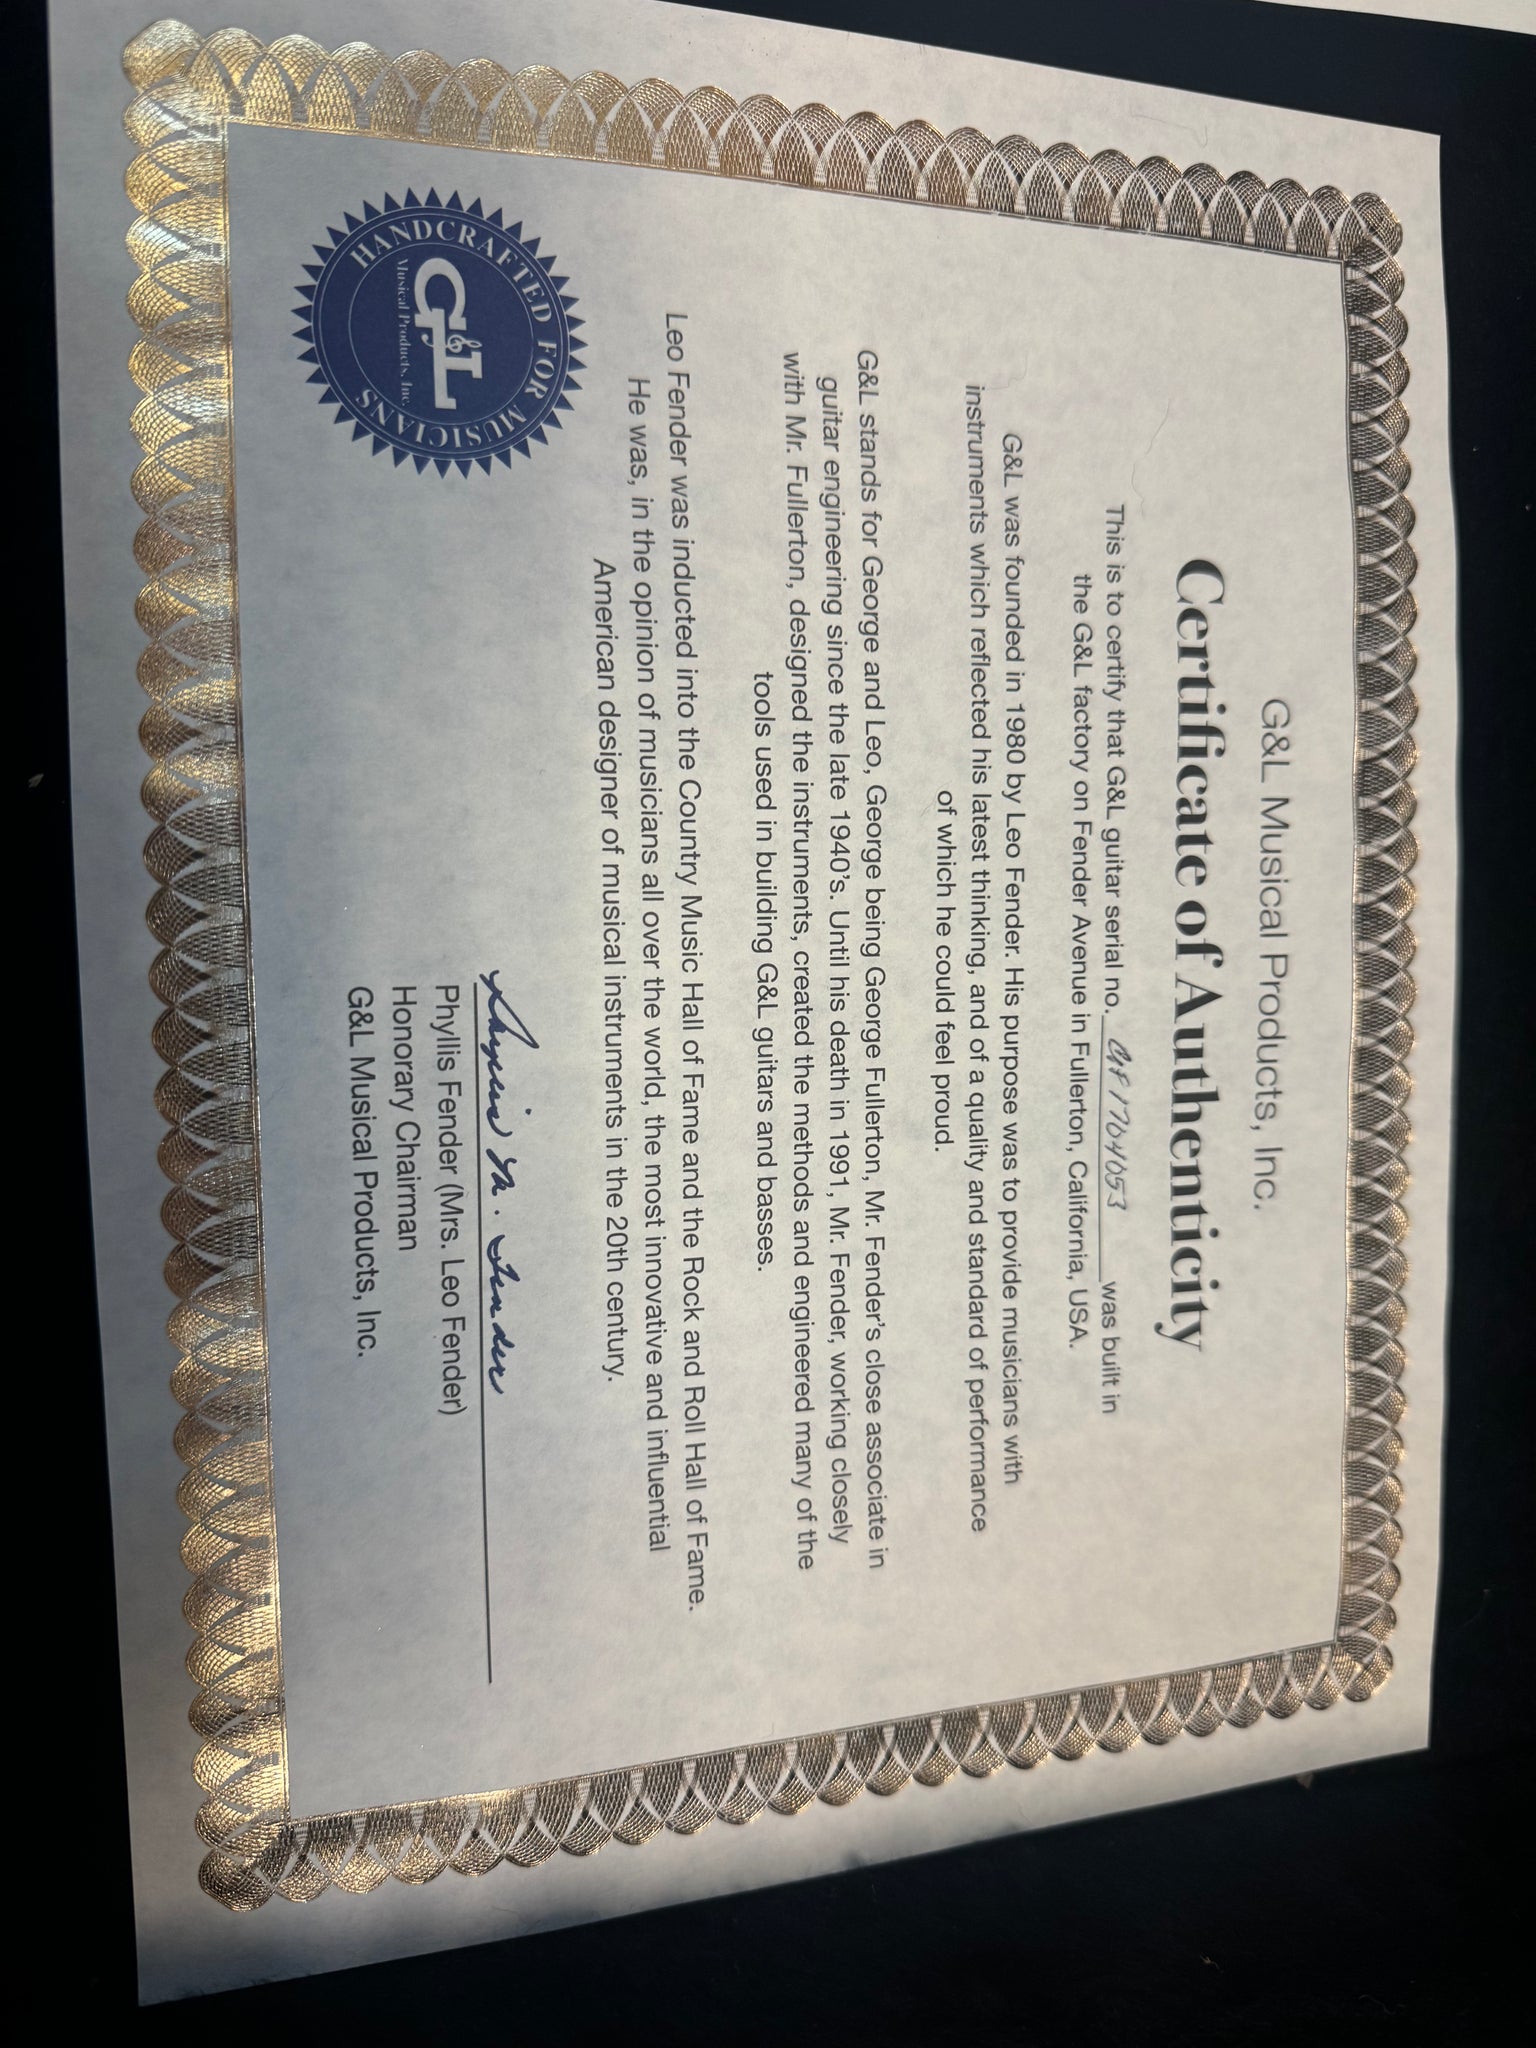 G&L Musical Products, Inc.
Certificate of Authenticity
This is to certify that G&L guitar serial no. was built in
the G&L factory on Fender Avenue in Fullerton, California, USA.
G&L was founded in 1980 by Leo Fender. His purpose was to provide musicians with
instruments which reflected his latest thinking, and of a quality and standard of performance
of which he could feel proud.
G&L stands for George and Leo, George being George Fullerton, Mr. Fender's close associate in
guitar engineering since the late 1940's. Until his death in 1991, Mr. Fender, working closely
with Mr. Fullerton, designed the instruments, created the methods and engineered many of the
tools used in building G&L guitars and basses.
Leo Fender was inducted into the Country Music Hall of Fame and the Rock and Roll Hall of Fame.
He was, in the opinion of musicians all over the world, the most innovative and influential
American designer of musical instruments in the 20th century.
HANDCRAFTED FOR MUSICIANS
G&L
Musical Products, Inc.
Phyllis M. Fender
Phyllis Fender (Mrs. Leo Fender)
Honorary Chairman
G&L Musical Products, Inc.